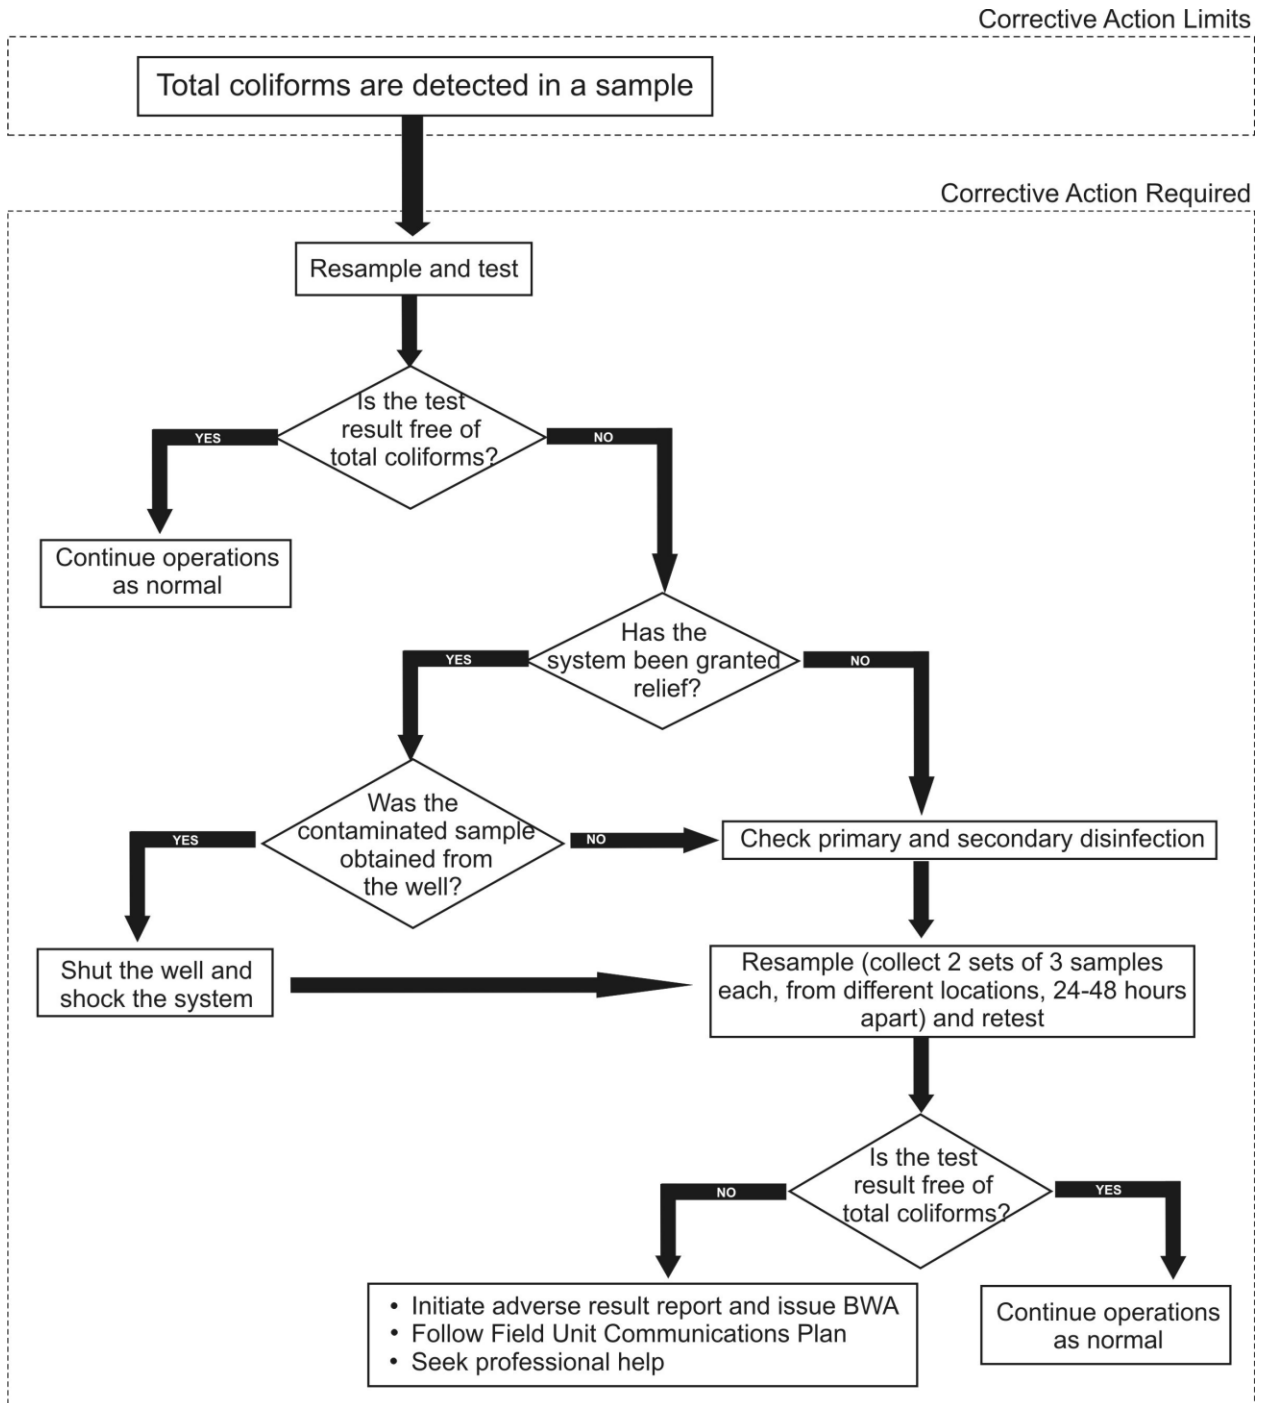 Corrective Action Limits
Total coliforms are detected in a sample
Corrective Action Required
Resample and test
Is the test
result free of
total coliforms?
YES
NO
Continue operations
as normal
Has the
system been granted
relief?
YES
NO
Was the
contaminated sample
obtained from
the well?
YES
NO
Check primary and secondary disinfection
Shut the well and
shock the system
Resample (collect 2 sets of 3 samples
each, from different locations, 24-48 hours
apart) and retest
Is the test
result free of
total coliforms?
NO
YES
• Initiate adverse result report and issue BWA
• Follow Field Unit Communications Plan
• Seek professional help
Continue operations
as normal